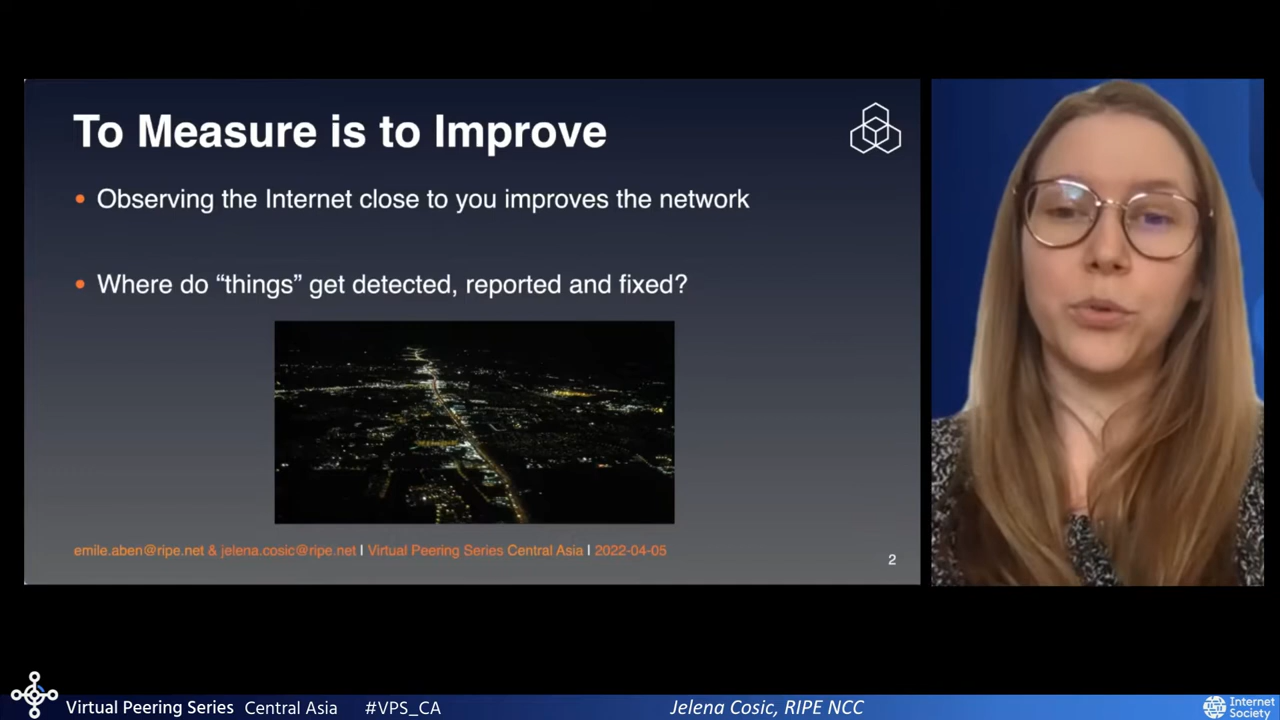 To Measure is to Improve
• Observing the Internet close to you improves the network
• Where do “things” get detected, reported and fixed?
emile.aben@ripe.net & jelena.cosic@ripe.net | Virtual Peering Series Central Asia | 2022-04-05
2
Virtual Peering Series Central Asia #VPS_CA
Jelena Cosic, RIPE NCC
Internet
Society